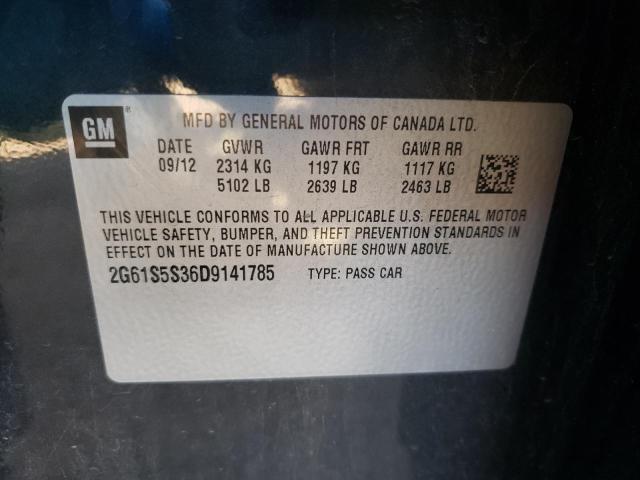 GM ®
MFD BY GENERAL MOTORS OF CANADA LTD.
DATE GVWR GAWR FRT GAWR RR
09/12 2314 KG 1197 KG 1117 KG
5102 LB 2639 LB 2463 LB
THIS VEHICLE CONFORMS TO ALL APPLICABLE U.S. FEDERAL MOTOR
VEHICLE SAFETY, BUMPER, AND THEFT PREVENTION STANDARDS IN
EFFECT ON THE DATE OF MANUFACTURE SHOWN ABOVE.
2G61S5S36D9141785 TYPE: PASS CAR